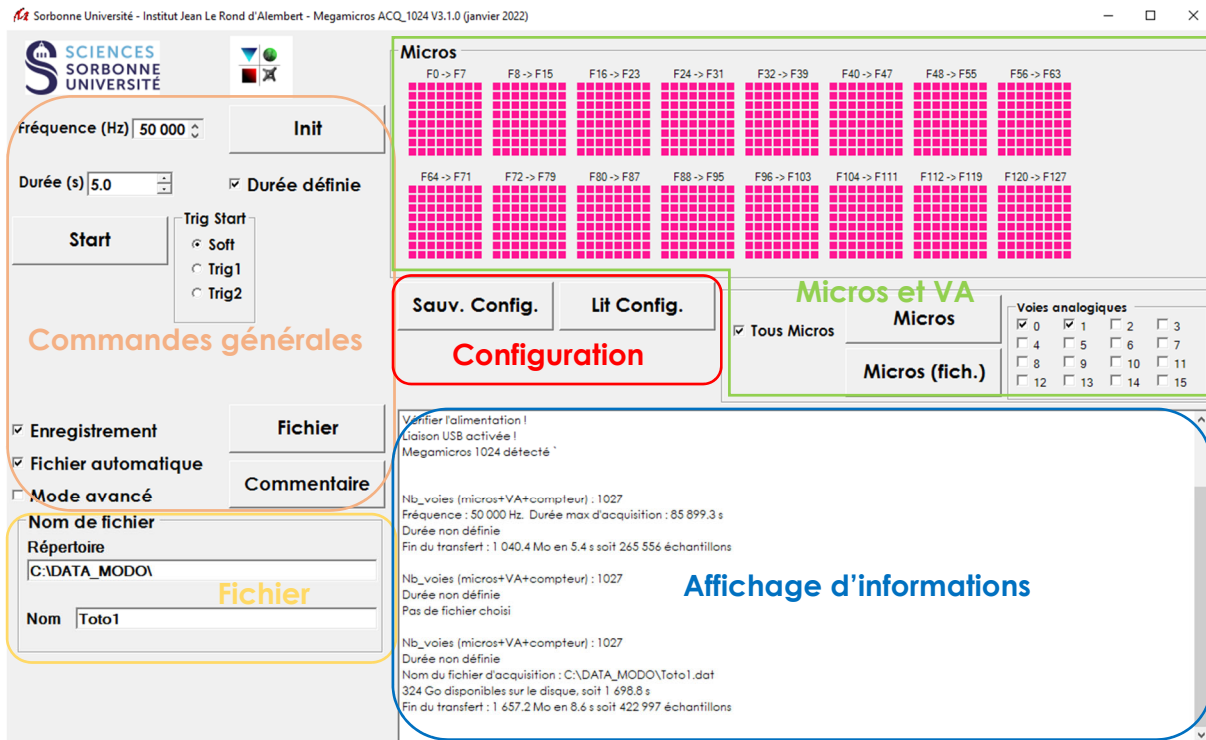 Sorbonne Université - Institut Jean Le Rond d'Alembert - Megamicros ACQ_1024 V3.1.0 (janvier 2022)
SCIENCES
SORBONNE
UNIVERSITÉ
Fréquence (Hz) 50 000
Init
Durée (s) 5.0
Durée définie
Start
Trig Start
Soft
Trig1
Trig2
Commandes générales
Enregistrement
Fichier
Fichier automatique
Mode avancé
Commentaire
Nom de fichier
Répertoire
C:\DATA_MODO\
Fichier
Nom Toto1
Micros
F0 -> F7 F8 -> F15 F16 -> F23 F24 -> F31 F32 -> F39 F40 -> F47 F48 -> F55 F56 -> F63
F64 -> F71 F72 -> F79 F80 -> F87 F88 -> F95 F96 -> F103 F104 -> F111 F112 -> F119 F120 -> F127
Sauv. Config.
Lit Config.
Configuration
Micros et VA
Tous Micros
Micros
Micros (fich.)
Voies analogiques
0 1 2 3
4 5 6 7
8 9 10 11
12 13 14 15
Vérifier l'alimentation !
Liaison USB activée !
Megamicros 1024 détecté `
Nb_voies (micros+VA+compteur) : 1027
Fréquence : 50 000 Hz. Durée max d'acquisition : 85 899.3 s
Durée non définie
Fin du transfert : 1 040.4 Mo en 5.4 s soit 265 556 échantillons
Nb_voies (micros+VA+compteur) : 1027
Durée non définie
Pas de fichier choisi
Affichage d’informations
Nb_voies (micros+VA+compteur) : 1027
Durée non définie
Nom du fichier d'acquisition : C:\DATA_MODO\Toto1.dat
324 Go disponibles sur le disque, soit 1 698.8 s
Fin du transfert : 1 657.2 Mo en 8.6 s soit 422 997 échantillons